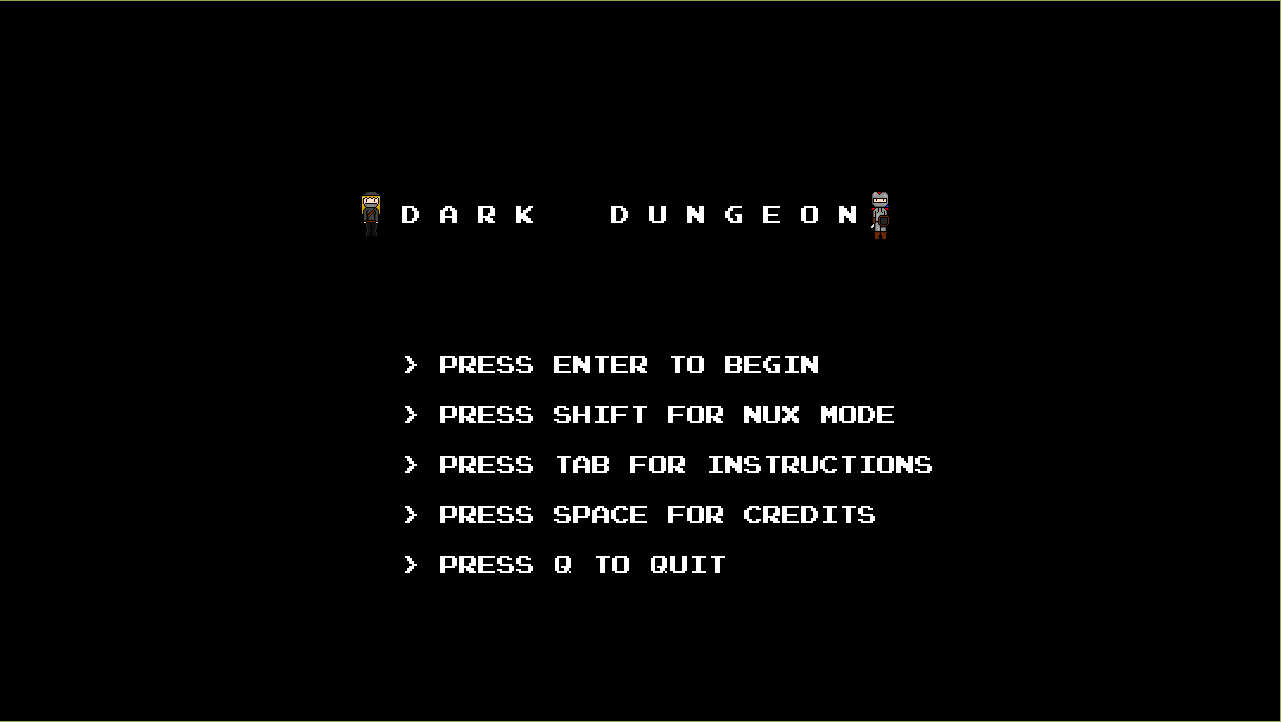 DARK DUNGEON
> PRESS ENTER TO BEGIN
> PRESS SHIFT FOR NUX MODE
> PRESS TAB FOR INSTRUCTIONS
> PRESS SPACE FOR CREDITS
> PRESS Q TO QUIT